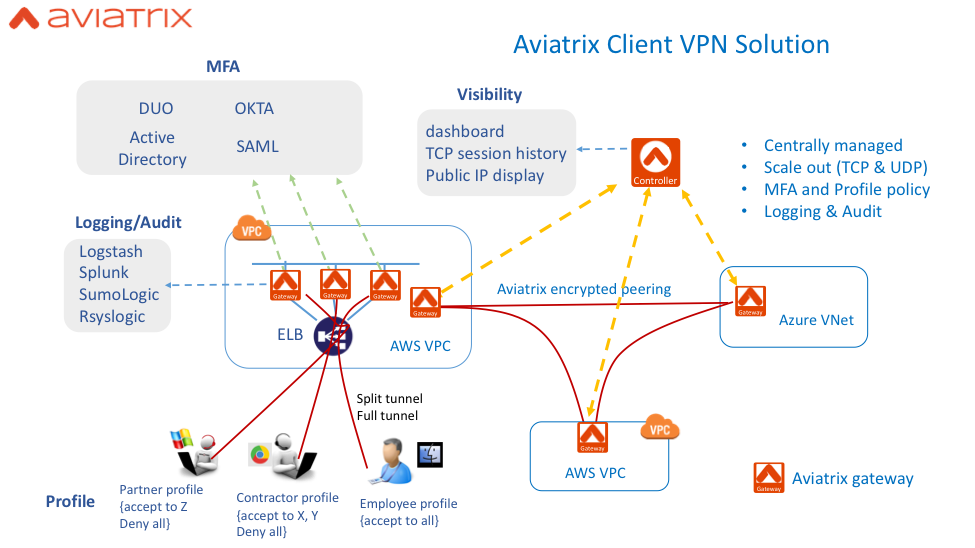 AVIATRIX
Aviatrix Client VPN Solution
MFA
DUO
OKTA
Active
Directory
SAML
Visibility
dashboard
TCP session history
Public IP display
Controller
• Centrally managed
• Scale out (TCP & UDP)
• MFA and Profile policy
• Logging & Audit
Logging/Audit
Logstash
Splunk
SumoLogic
Rsyslogic
VPC
Gateway
Gateway
Gateway
Gateway
ELB
AWS VPC
Aviatrix encrypted peering
Gateway
Azure VNet
Split tunnel
Full tunnel
VPC
Gateway
AWS VPC
Gateway
Aviatrix gateway
Profile
Partner profile
{accept to Z
Deny all}
Contractor profile
{accept to X, Y
Deny all}
Employee profile
{accept to all}